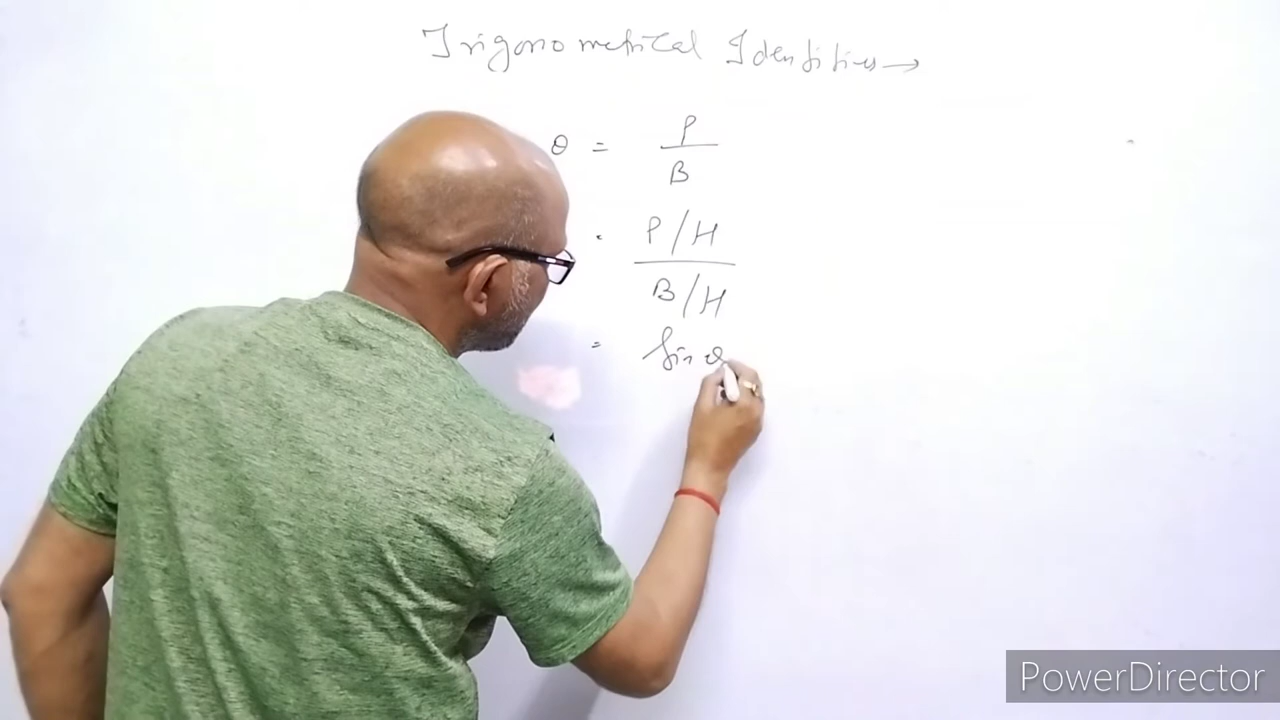 Trigonometrical Identities →
θ = P
B
P/H
B/H
= Sin θ
PowerDirector